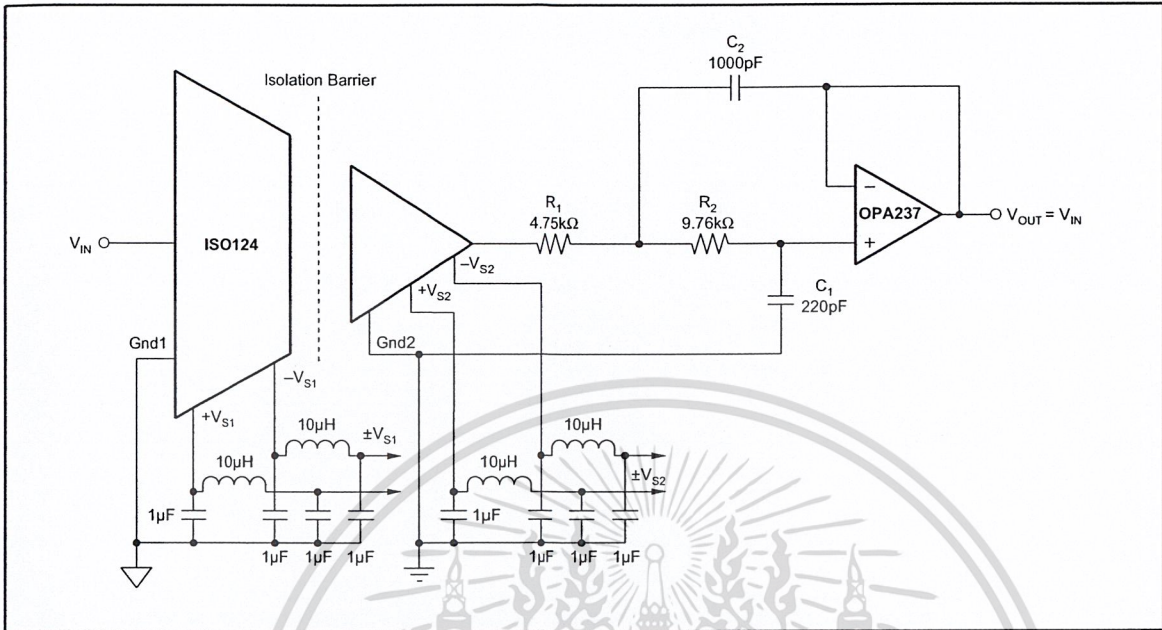 C2
1000pF
Isolation Barrier
VIN
ISO124
R1
4.75kΩ
R2
9.76kΩ
–
OPA237
+
VOUT = VIN
–VS2
+VS2
C1
220pF
Gnd1
Gnd2
–VS1
+VS1
10µH
±VS1
10µH
10µH
10µH
±VS2
1µF
1µF
1µF
1µF
1µF
1µF
1µF
1µF